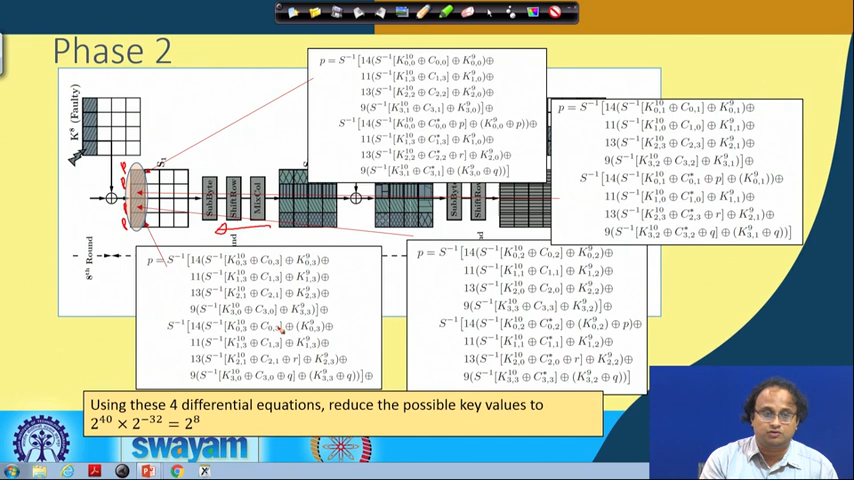 Phase 2
K⁸ (Faulty)
S₁
SubByte
ShiftRow
MixCol
8ᵗʰ Round
p = S⁻¹[14(S⁻¹[K¹⁰₀,₀ ⊕ C₀,₀] ⊕ K⁹₀,₀)⊕
11(S⁻¹[K¹⁰₁,₃ ⊕ C₁,₃] ⊕ K⁹₁,₀)⊕
13(S⁻¹[K¹⁰₂,₂ ⊕ C₂,₂] ⊕ K⁹₂,₀)⊕
9(S⁻¹[K¹⁰₃,₁ ⊕ C₃,₁] ⊕ K⁹₃,₀)]⊕
S⁻¹[14(S⁻¹[K¹⁰₀,₀ ⊕ C*₀,₀ ⊕ p] ⊕ (K⁹₀,₀ ⊕ p))⊕
11(S⁻¹[K¹⁰₁,₃ ⊕ C*₁,₃] ⊕ K⁹₁,₀)⊕
13(S⁻¹[K¹⁰₂,₂ ⊕ C*₂,₂ ⊕ r] ⊕ K⁹₂,₀)⊕
9(S⁻¹[K¹⁰₃,₁ ⊕ C*₃,₁] ⊕ (K⁹₃,₀ ⊕ q))]
p = S⁻¹[14(S⁻¹[K¹⁰₀,₁ ⊕ C₀,₁] ⊕ K⁹₀,₁)⊕
11(S⁻¹[K¹⁰₁,₀ ⊕ C₁,₀] ⊕ K⁹₁,₁)⊕
13(S⁻¹[K¹⁰₂,₃ ⊕ C₂,₃] ⊕ K⁹₂,₁)⊕
9(S⁻¹[K¹⁰₃,₂ ⊕ C₃,₂] ⊕ K⁹₃,₁)]⊕
S⁻¹[14(S⁻¹[K¹⁰₀,₁ ⊕ C*₀,₁ ⊕ p] ⊕ (K⁹₀,₁))⊕
11(S⁻¹[K¹⁰₁,₀ ⊕ C*₁,₀] ⊕ K⁹₁,₁)⊕
13(S⁻¹[K¹⁰₂,₃ ⊕ C*₂,₃ ⊕ r] ⊕ K⁹₂,₁)⊕
9(S⁻¹[K¹⁰₃,₂ ⊕ C*₃,₂ ⊕ q] ⊕ (K⁹₃,₁ ⊕ q))]
p = S⁻¹[14(S⁻¹[K¹⁰₀,₃ ⊕ C₀,₃] ⊕ K⁹₀,₃)⊕
11(S⁻¹[K¹⁰₁,₃ ⊕ C₁,₃] ⊕ K⁹₁,₃)⊕
13(S⁻¹[K¹⁰₂,₁ ⊕ C₂,₁] ⊕ K⁹₂,₃)⊕
9(S⁻¹[K¹⁰₃,₀ ⊕ C₃,₀] ⊕ K⁹₃,₃)]⊕
S⁻¹[14(S⁻¹[K¹⁰₀,₃ ⊕ C₀,₃] ⊕ (K⁹₀,₃)⊕
11(S⁻¹[K¹⁰₁,₃ ⊕ C₁,₃] ⊕ K⁹₁,₃)⊕
13(S⁻¹[K¹⁰₂,₁ ⊕ C₂,₁ ⊕ r] ⊕ K⁹₂,₃)⊕
9(S⁻¹[K¹⁰₃,₀ ⊕ C₃,₀ ⊕ q] ⊕ (K⁹₃,₃ ⊕ q))]⊕
p = S⁻¹[14(S⁻¹[K¹⁰₀,₂ ⊕ C₀,₂] ⊕ K⁹₀,₂)⊕
11(S⁻¹[K¹⁰₁,₁ ⊕ C₁,₁] ⊕ K⁹₁,₂)⊕
13(S⁻¹[K¹⁰₂,₀ ⊕ C₂,₀] ⊕ K⁹₂,₂)⊕
9(S⁻¹[K¹⁰₃,₃ ⊕ C₃,₃] ⊕ K⁹₃,₂)]⊕
S⁻¹[14(S⁻¹[K¹⁰₀,₂ ⊕ C*₀,₂] ⊕ (K⁹₀,₂) ⊕ p)⊕
11(S⁻¹[K¹⁰₁,₁ ⊕ C*₁,₁] ⊕ K⁹₁,₂)⊕
13(S⁻¹[K¹⁰₂,₀ ⊕ C*₂,₀ ⊕ r] ⊕ K⁹₂,₂)⊕
9(S⁻¹[K¹⁰₃,₃ ⊕ C*₃,₃] ⊕ (K⁹₃,₂ ⊕ q))]
Using these 4 differential equations, reduce the possible key values to
2⁴⁰ × 2⁻³² = 2⁸
swayam